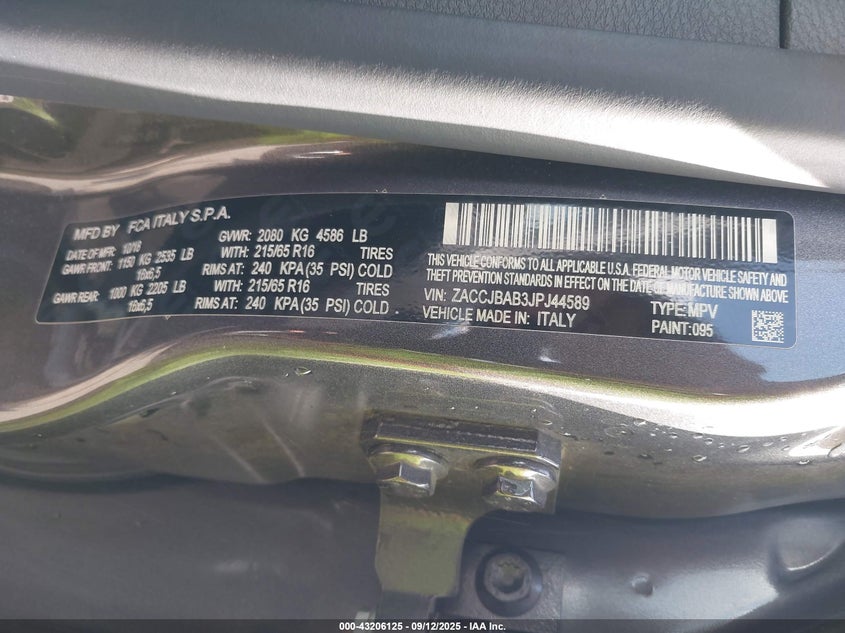 MFD BY FCA ITALY S.P.A.
DATE OF MFR: 10/18 GVWR: 2080 KG 4586 LB
GAWR FRONT: 1150 KG 2535 LB WITH: 215/65 R16 TIRES
16x6,5 RIMS AT: 240 KPA(35 PSI) COLD
GAWR REAR: 1000 KG 2205 LB WITH: 215/65 R16 TIRES
16x6,5 RIMS AT: 240 KPA(35 PSI) COLD
THIS VEHICLE CONFORMS TO ALL APPLICABLE U.S.A. FEDERAL-MOTOR VEHICLE SAFETY AND
THEFT PREVENTION STANDARDS IN EFFECT ON THE DATE OF MANUFACTURE SHOWN ABOVE
VIN: ZACCJBAB3JPJ44589 TYPE:MPV
VEHICLE MADE IN: ITALY PAINT:095
000-43206125 - 09/12/2025 - IAA Inc.